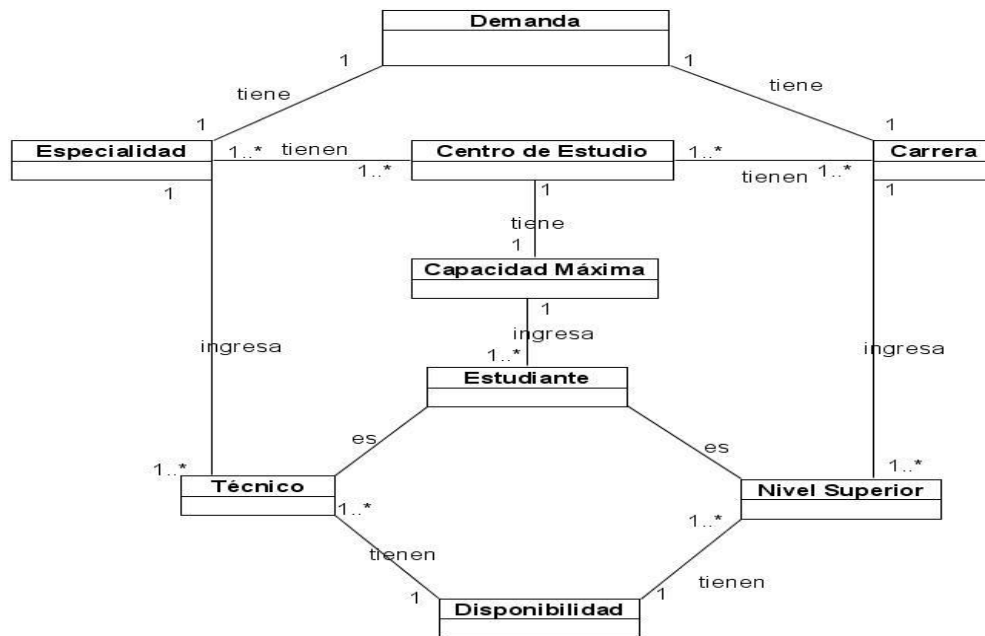 Demanda
1
1
tiene
tiene
1
1
Especialidad
1..*
tienen
1..*
Centro de Estudio
1..*
tienen
1..*
Carrera
1
1
1
tiene
1
Capacidad Máxima
1
ingresa
ingresa
ingresa
1..*
Estudiante
es
es
1..*
1..*
Técnico
Nivel Superior
1..*
1..*
tienen
tienen
1
1
Disponibilidad